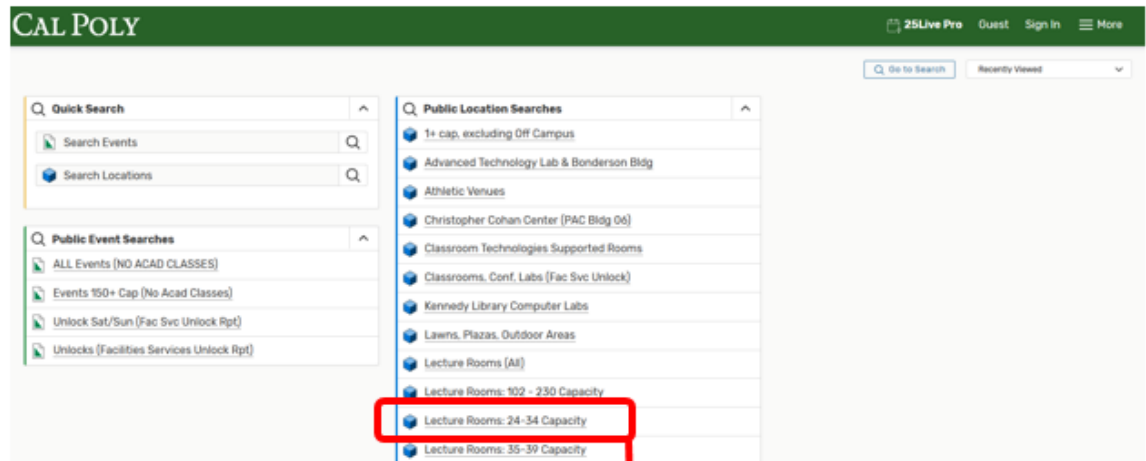 CAL POLY
25Live Pro Guest Sign In More
Go to Search Recently Viewed
Quick Search
Search Events
Search Locations
Public Event Searches
ALL Events (NO ACAD CLASSES)
Events 150+ Cap (No Acad Classes)
Unlock Sat/Sun (Fac Svc Unlock Rpt)
Unlocks (Facilities Services Unlock Rpt)
Public Location Searches
1+ cap, excluding Off Campus
Advanced Technology Lab & Bonderson Bldg
Athletic Venues
Christopher Cohan Center (PAC Bldg 06)
Classroom Technologies Supported Rooms
Classrooms, Conf. Labs (Fac Svc Unlock)
Kennedy Library Computer Labs
Lawns, Plazas, Outdoor Areas
Lecture Rooms (All)
Lecture Rooms: 102 - 230 Capacity
Lecture Rooms: 24-34 Capacity
Lecture Rooms: 35-39 Capacity